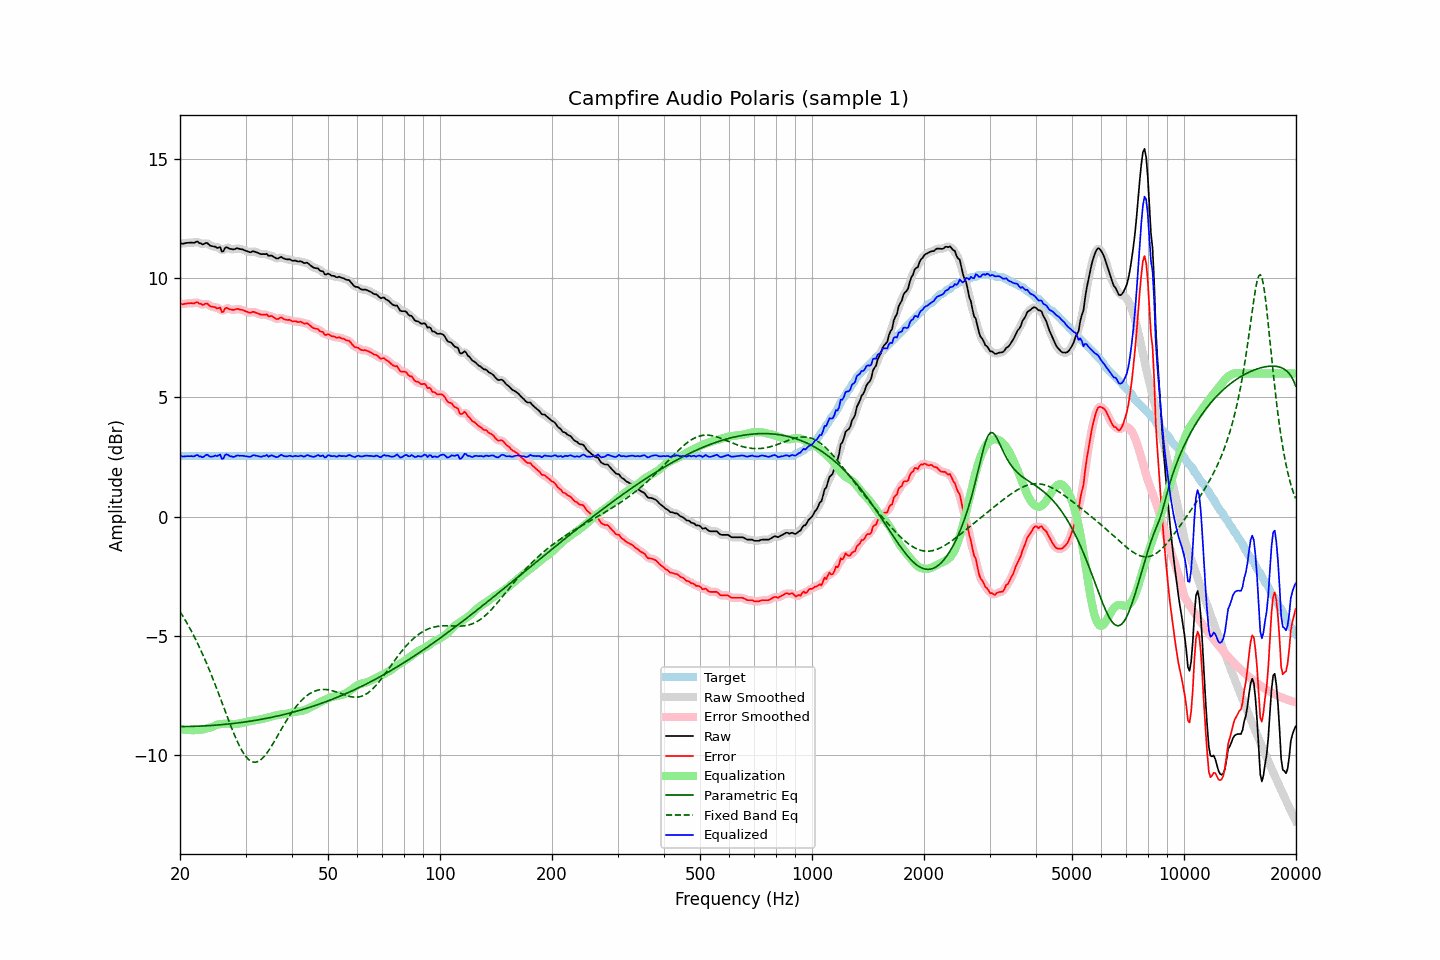 Campfire Audio Polaris (sample 1)
15
10
5
0
−5
−10
Amplitude (dBr)
Target
Raw Smoothed
Error Smoothed
Raw
Error
Equalization
Parametric Eq
Fixed Band Eq
Equalized
20 50 100 200 500 1000 2000 5000 10000 20000
Frequency (Hz)